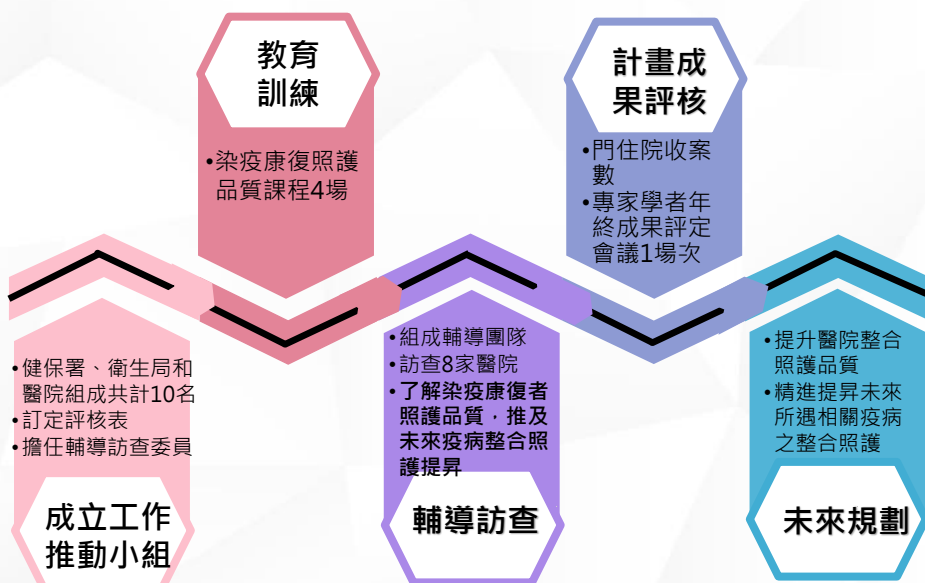 成立工作
推動小組
•健保署、衛生局和
醫院組成共計10名
•訂定評核表
•擔任輔導訪查委員
教育
訓練
•染疫康復照護
品質課程4場
輔導訪查
•組成輔導團隊
•訪查8家醫院
•了解染疫康復者
照護品質，推及
未來疫病整合照
護提昇
計畫成
果評核
•門住院收案
數
•專家學者年
終成果評定
會議1場次
未來規劃
•提升醫院整合
照護品質
•精進提昇未來
所遇相關疫病
之整合照護